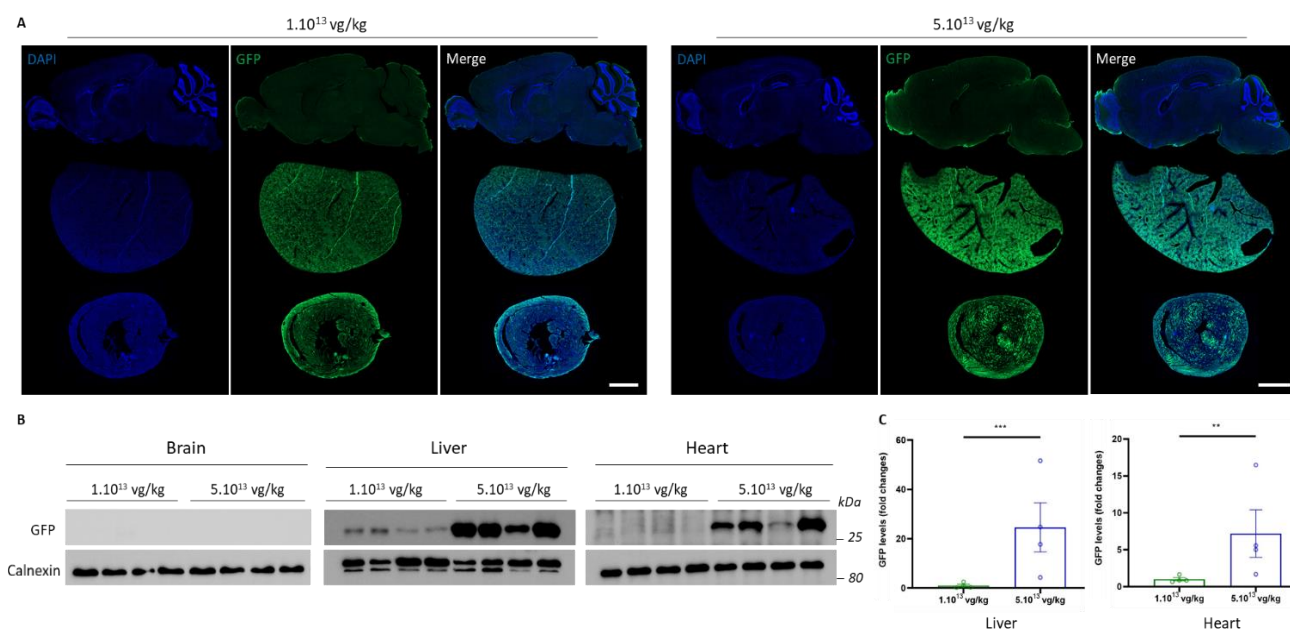 A
1.10¹³ vg/kg
5.10¹³ vg/kg
DAPI
GFP
Merge
DAPI
GFP
Merge
B
Brain
Liver
Heart
1.10¹³ vg/kg
5.10¹³ vg/kg
1.10¹³ vg/kg
5.10¹³ vg/kg
1.10¹³ vg/kg
5.10¹³ vg/kg
kDa
GFP
25
Calnexin
80
C
GFP levels (fold changes)
60
40
20
0
***
1.10¹³ vg/kg
5.10¹³ vg/kg
Liver
GFP levels (fold changes)
20
15
10
5
0
**
1.10¹³ vg/kg
5.10¹³ vg/kg
Heart